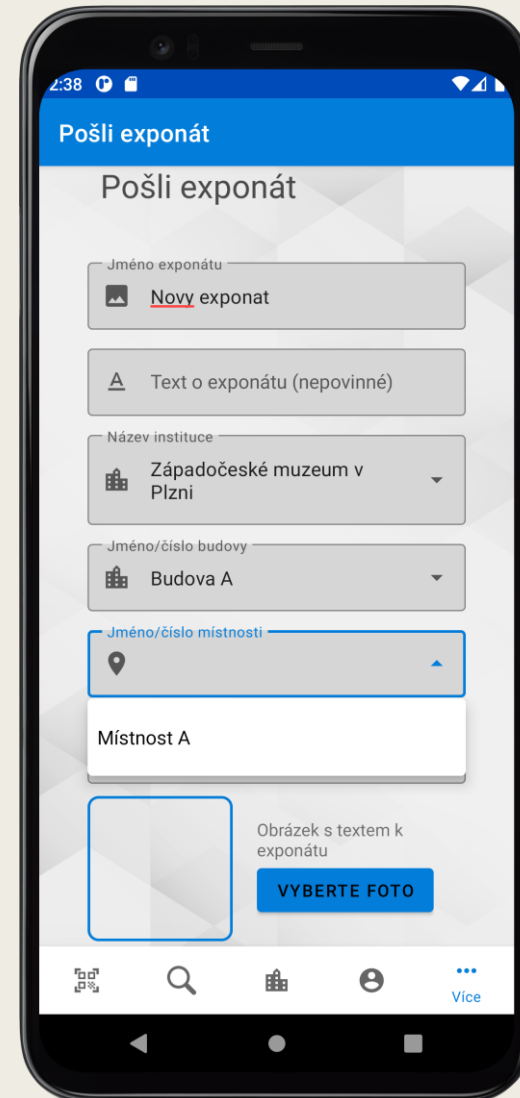 2:38
Pošli exponát
Pošli exponát
Jméno exponátu
Novy exponat
Text o exponátu (nepovinné)
Název instituce
Západočeské muzeum v
Plzni
Jméno/číslo budovy
Budova A
Jméno/číslo místnosti
Místnost A
Obrázek s textem k
exponátu
VYBERTE FOTO
Více